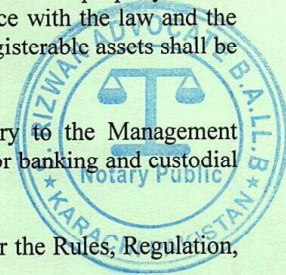 ce with the law and the
gisterable assets shall be
ry to the Management
or banking and custodial
r the Rules, Regulation,
RIZWAN ADVOCATE B.A.LL.B
Notary Public
KARACHI PAKISTAN